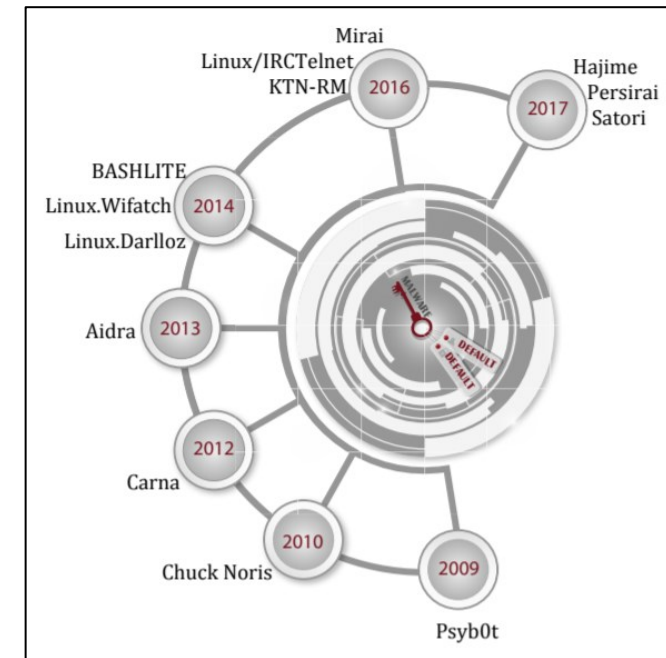 Mirai
Linux/IRCTelnet
KTN-RM
2016
Hajime
Persirai
Satori
2017
BASHLITE
Linux.Wifatch
Linux.Darlloz
2014
Aidra
2013
MALWARE
DEFAULT
DEFAULT
2012
Carna
2010
Chuck Noris
2009
Psyb0t